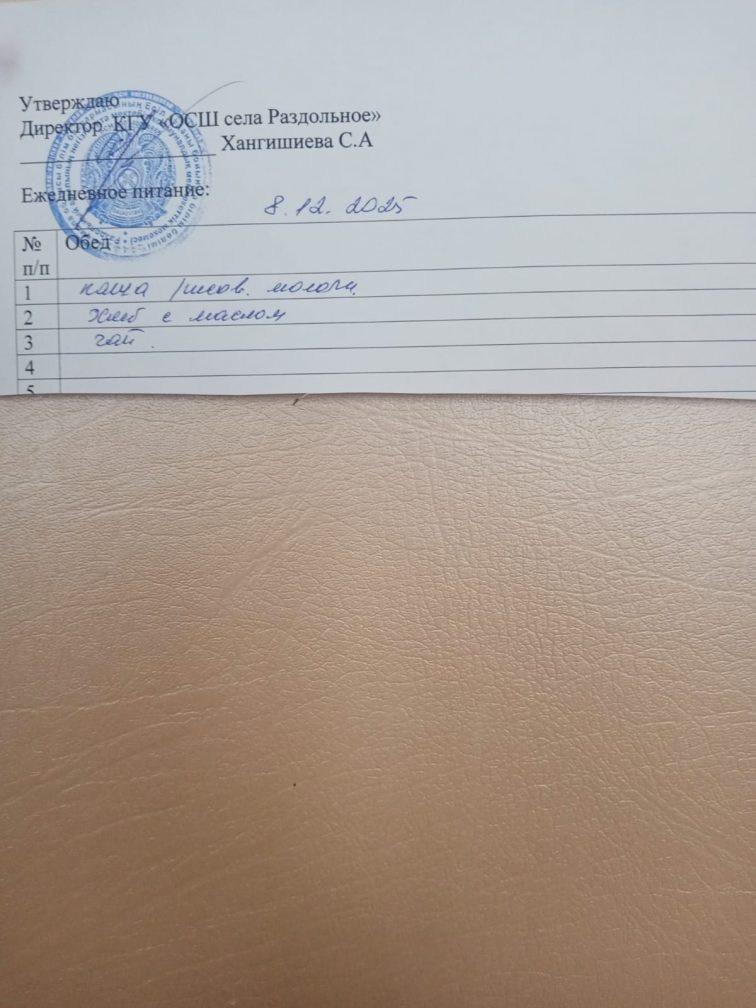 Утверждаю
Директор КГУ «ОСШ села Раздольное»
Хангишиева С.А
Ежедневное питание:
8.12.2025
№ п/п Обед
1 каша рисов. молочн.
2 Хлеб с маслом
3 чай.
4
5